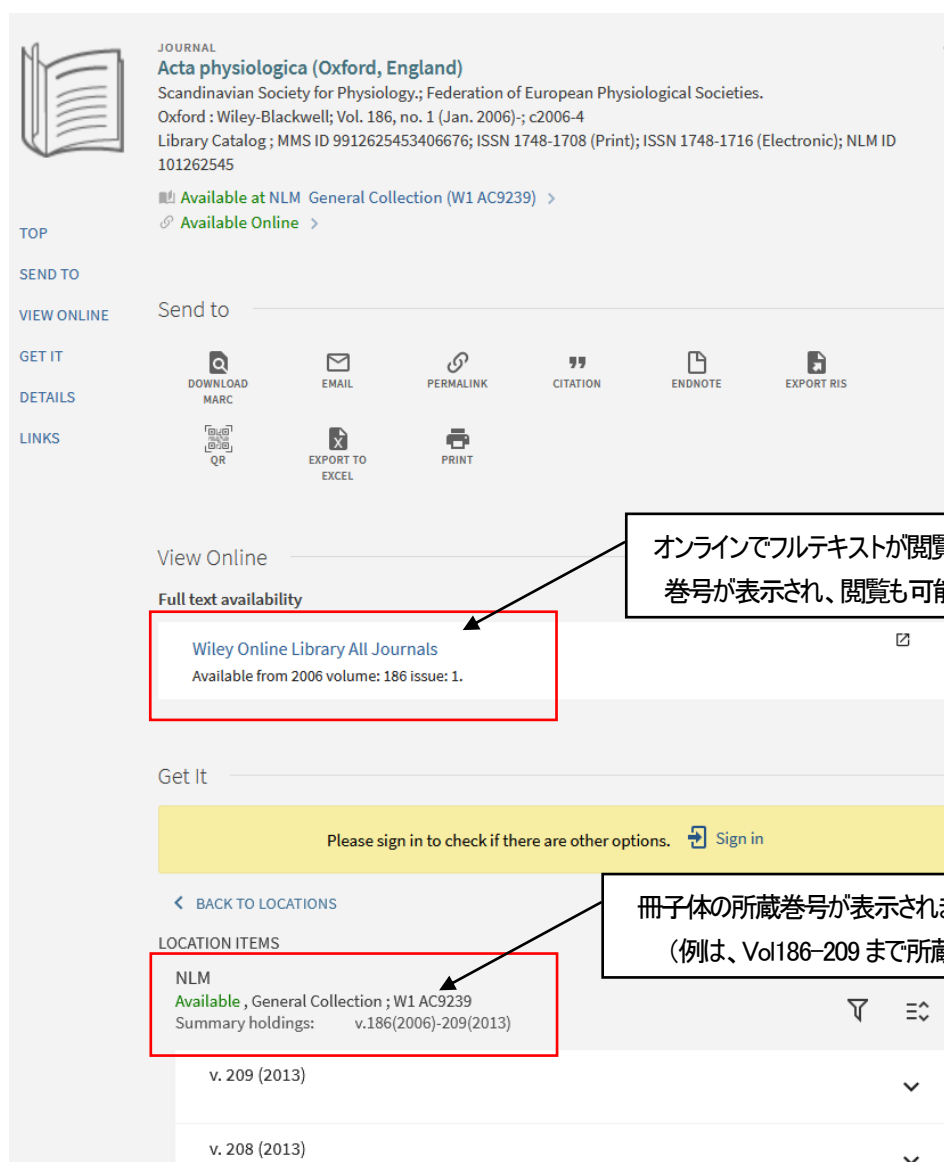 JOURNAL
Acta physiologica (Oxford, England)
Scandinavian Society for Physiology.; Federation of European Physiological Societies.
Oxford : Wiley-Blackwell; Vol. 186, no. 1 (Jan. 2006)-; c2006-4
Library Catalog ; MMS ID 9912625453406676; ISSN 1748-1708 (Print); ISSN 1748-1716 (Electronic); NLM ID
101262545
Available at NLM General Collection (W1 AC9239) >
Available Online >
TOP
SEND TO
VIEW ONLINE
GET IT
DETAILS
LINKS
Send to
DOWNLOAD MARC
EMAIL
PERMALINK
CITATION
ENDNOTE
EXPORT RIS
QR
EXPORT TO EXCEL
PRINT
オンラインでフルテキストが閲覧
巻号が表示され、閲覧も可能
View Online
Full text availability
Wiley Online Library All Journals
Available from 2006 volume: 186 issue: 1.
Get It
Please sign in to check if there are other options. Sign in
BACK TO LOCATIONS
冊子体の所蔵巻号が表示されま
（例は、Vol186-209 まで所蔵
LOCATION ITEMS
NLM
Available , General Collection ; W1 AC9239
Summary holdings: v.186(2006)-209(2013)
v. 209 (2013)
v. 208 (2013)